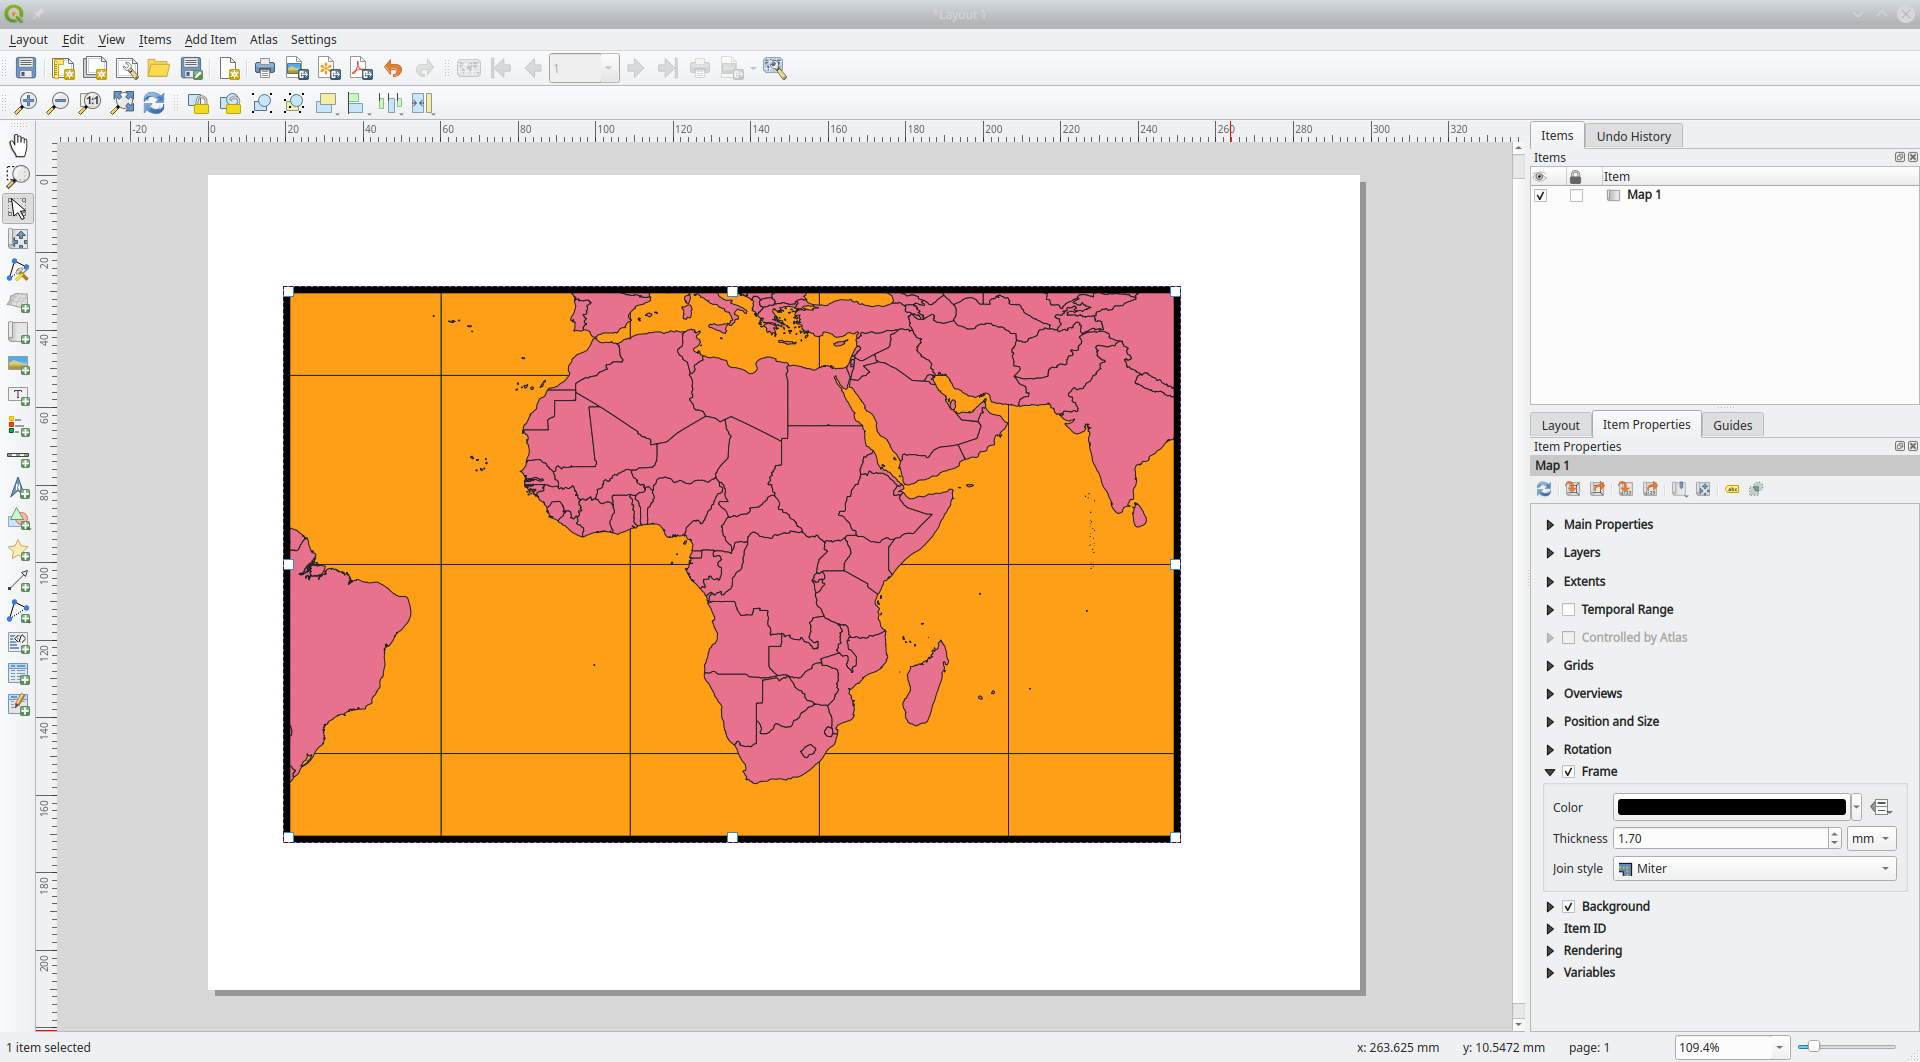 *Layout 1
Layout Edit View Items Add Item Atlas Settings
1
-20 0 20 40 60 80 100 120 140 160 180 200 220 240 260 280 300 320
0
20
40
60
80
100
120
140
160
180
200
Items Undo History
Items
Item
Map 1
Layout Item Properties Guides
Item Properties
Map 1
Main Properties
Layers
Extents
Temporal Range
Controlled by Atlas
Grids
Overviews
Position and Size
Rotation
Frame
Color
Thickness 1.70 mm
Join style Miter
Background
Item ID
Rendering
Variables
1 item selected x: 263.625 mm y: 10.5472 mm page: 1 109.4%